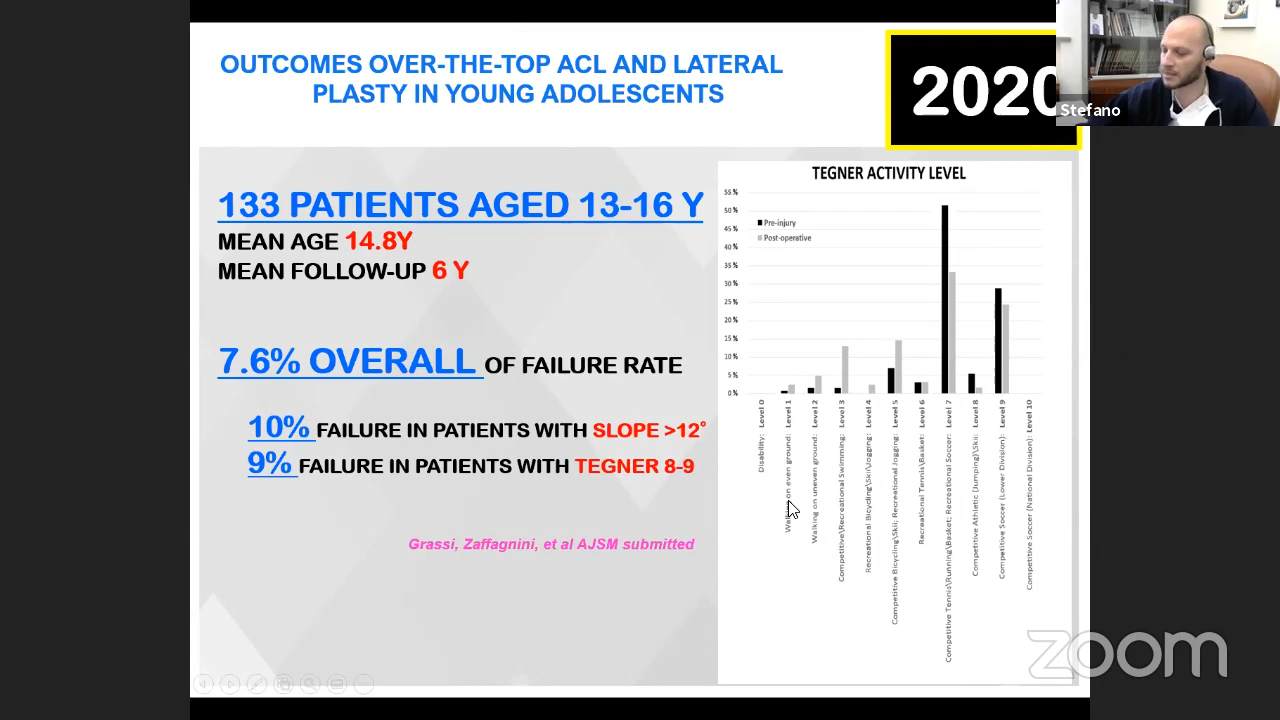 OUTCOMES OVER-THE-TOP ACL AND LATERAL
PLASTY IN YOUNG ADOLESCENTS
2020
Stefano
133 PATIENTS AGED 13-16 Y
MEAN AGE 14.8Y
MEAN FOLLOW-UP 6 Y
7.6% OVERALL OF FAILURE RATE
10% FAILURE IN PATIENTS WITH SLOPE >12°
9% FAILURE IN PATIENTS WITH TEGNER 8-9
Grassi, Zaffagnini, et al AJSM submitted
TEGNER ACTIVITY LEVEL
55%
50%
45%
40%
35%
30%
25%
20%
15%
10%
5%
0%
Pre-injury
Post-operative
Disability: Level 0
Walking on even ground: Level 1
Walking on uneven ground: Level 2
Competitive\Recreational Swimming: Level 3
Recreational Bicycling\Skii\Jogging: Level 4
Competitive Bicycling\Skii; Recreational Jogging: Level 5
Recreational Tennis\Basket: Level 6
Competitive Tennis\Running\Basket; Recreational Soccer: Level 7
Competitive Athletic (Jumping)\Skii: Level 8
Competitive Soccer (Lower Division): Level 9
Competitive Soccer (National Division): Level 10
zoom